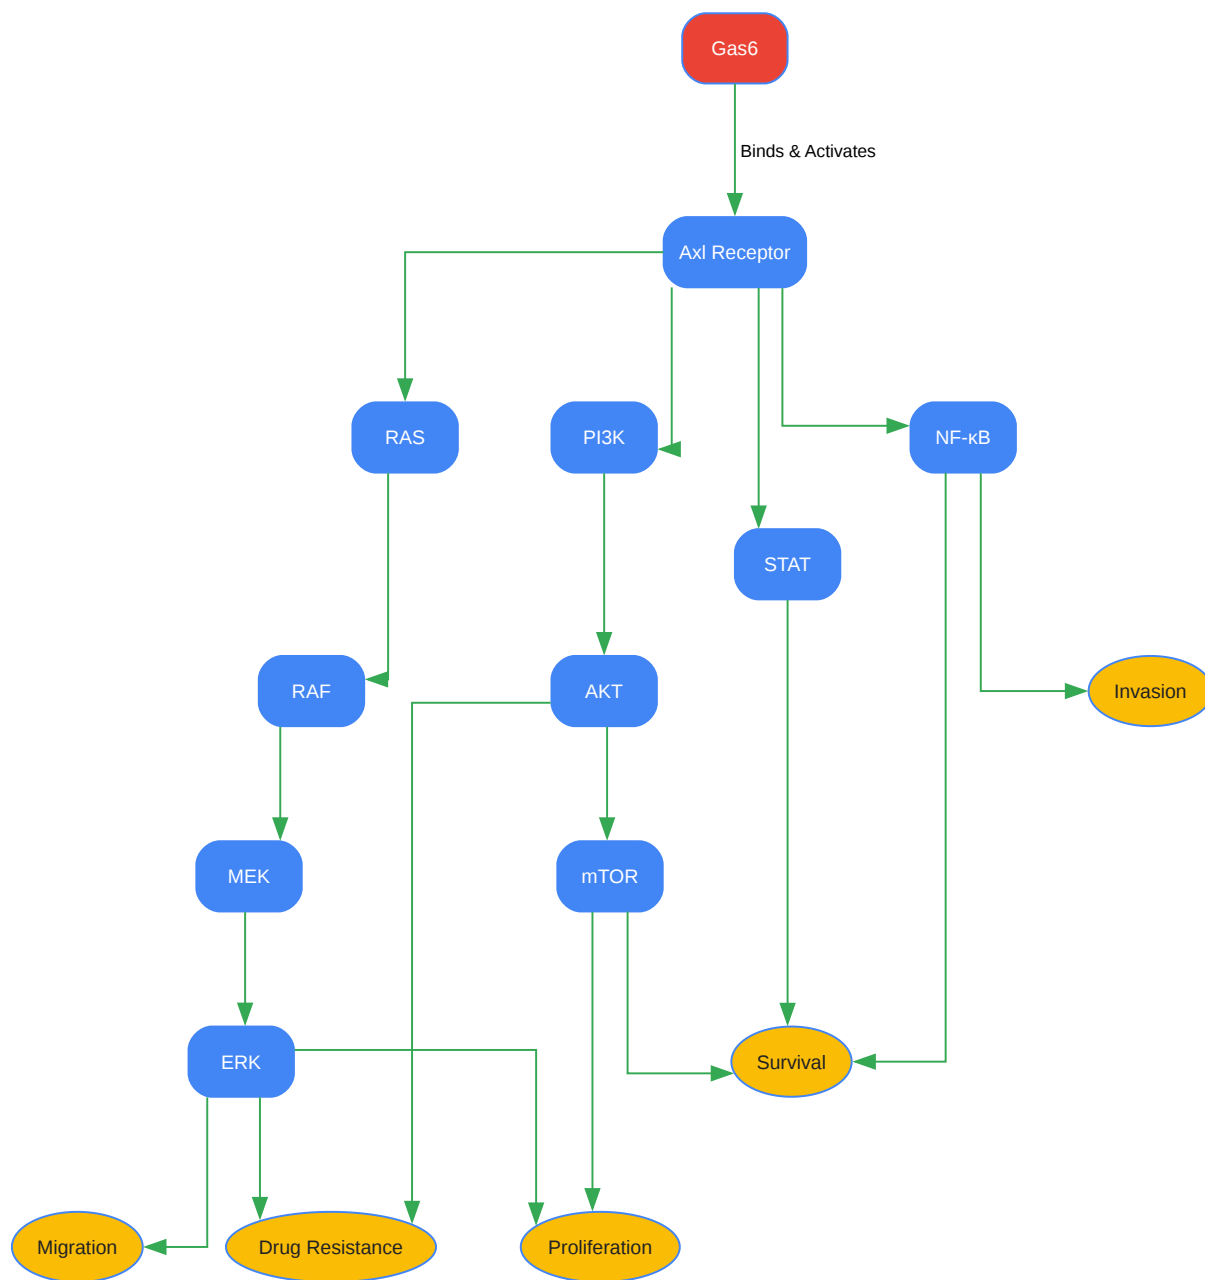 Gas6
Binds & Activates
Axl Receptor
RAS
PI3K
NF-κB
STAT
RAF
AKT
Invasion
MEK
mTOR
ERK
Survival
Migration
Drug Resistance
Proliferation